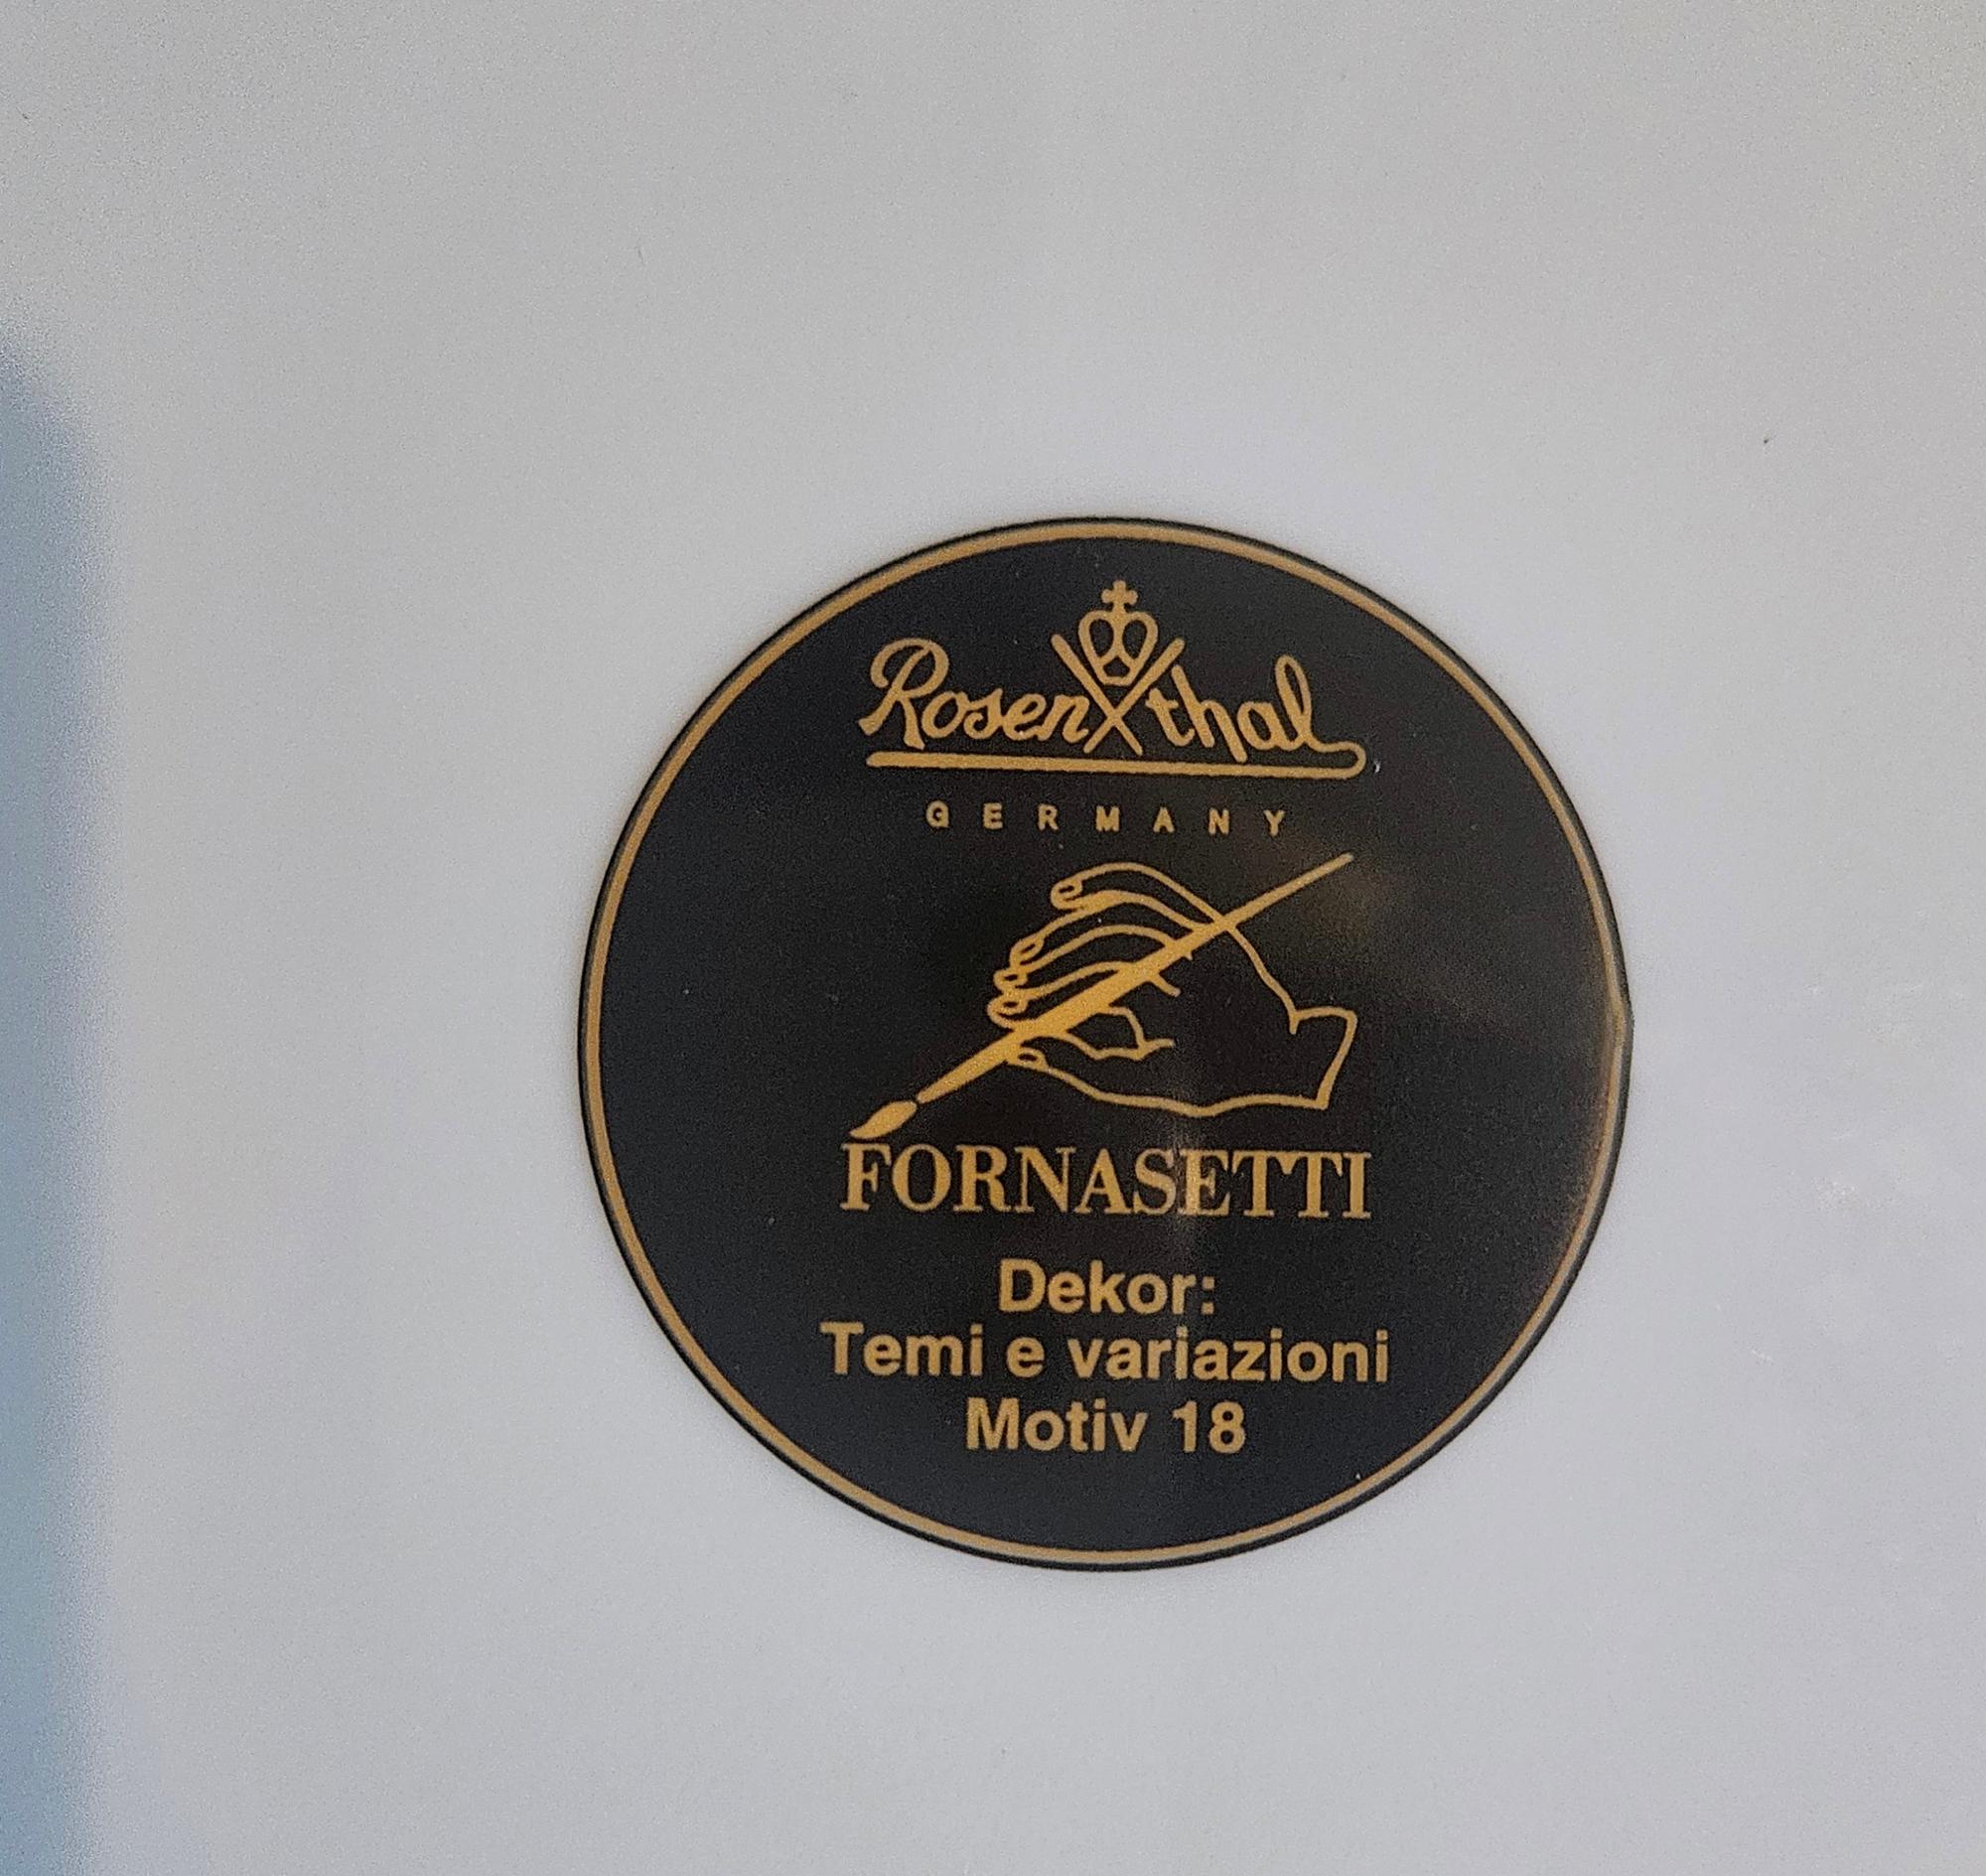 Rosenthal
GERMANY
FORNASETTI
Dekor:
Temi e variazioni
Motiv 18